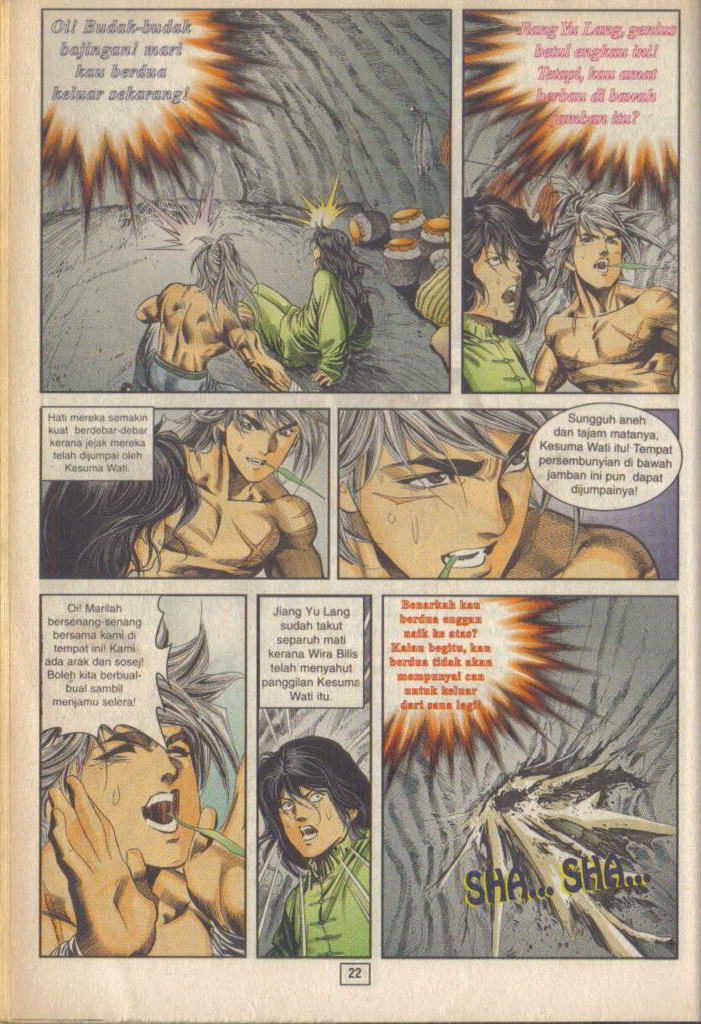 Oi! Budak-budak
bajingan! mari
kau berdua
keluar sekarang!
Jiang Yu Lang, genius
betul engkau ini!
Tetapi, kau amat
berbau di bawah
jamban itu?
Hati mereka semakin
kuat berdebar-debar
kerana jejak mereka
telah dijumpai oleh
Kesuma Wati.
Sungguh aneh
dan tajam matanya,
Kesuma Wati itu! Tempat
persembunyian di bawah
jamban ini pun dapat
dijumpainya!
Oi! Marilah
bersenang-senang
bersama kami di
tempat ini! Kami
ada arak dan sosej!
Boleh kita berbual-
bual sambil
menjamu selera!
Jiang Yu Lang
sudah takut
separuh mati
kerana Wira Bilis
telah menyahut
panggilan Kesuma
Wati itu.
Benarkah kau
berdua enggan
naik ke atas?
Kalau begitu, kau
berdua tidak akan
mempunyai can
untuk keluar
dari sana lagi!
SHA... SHA...
22